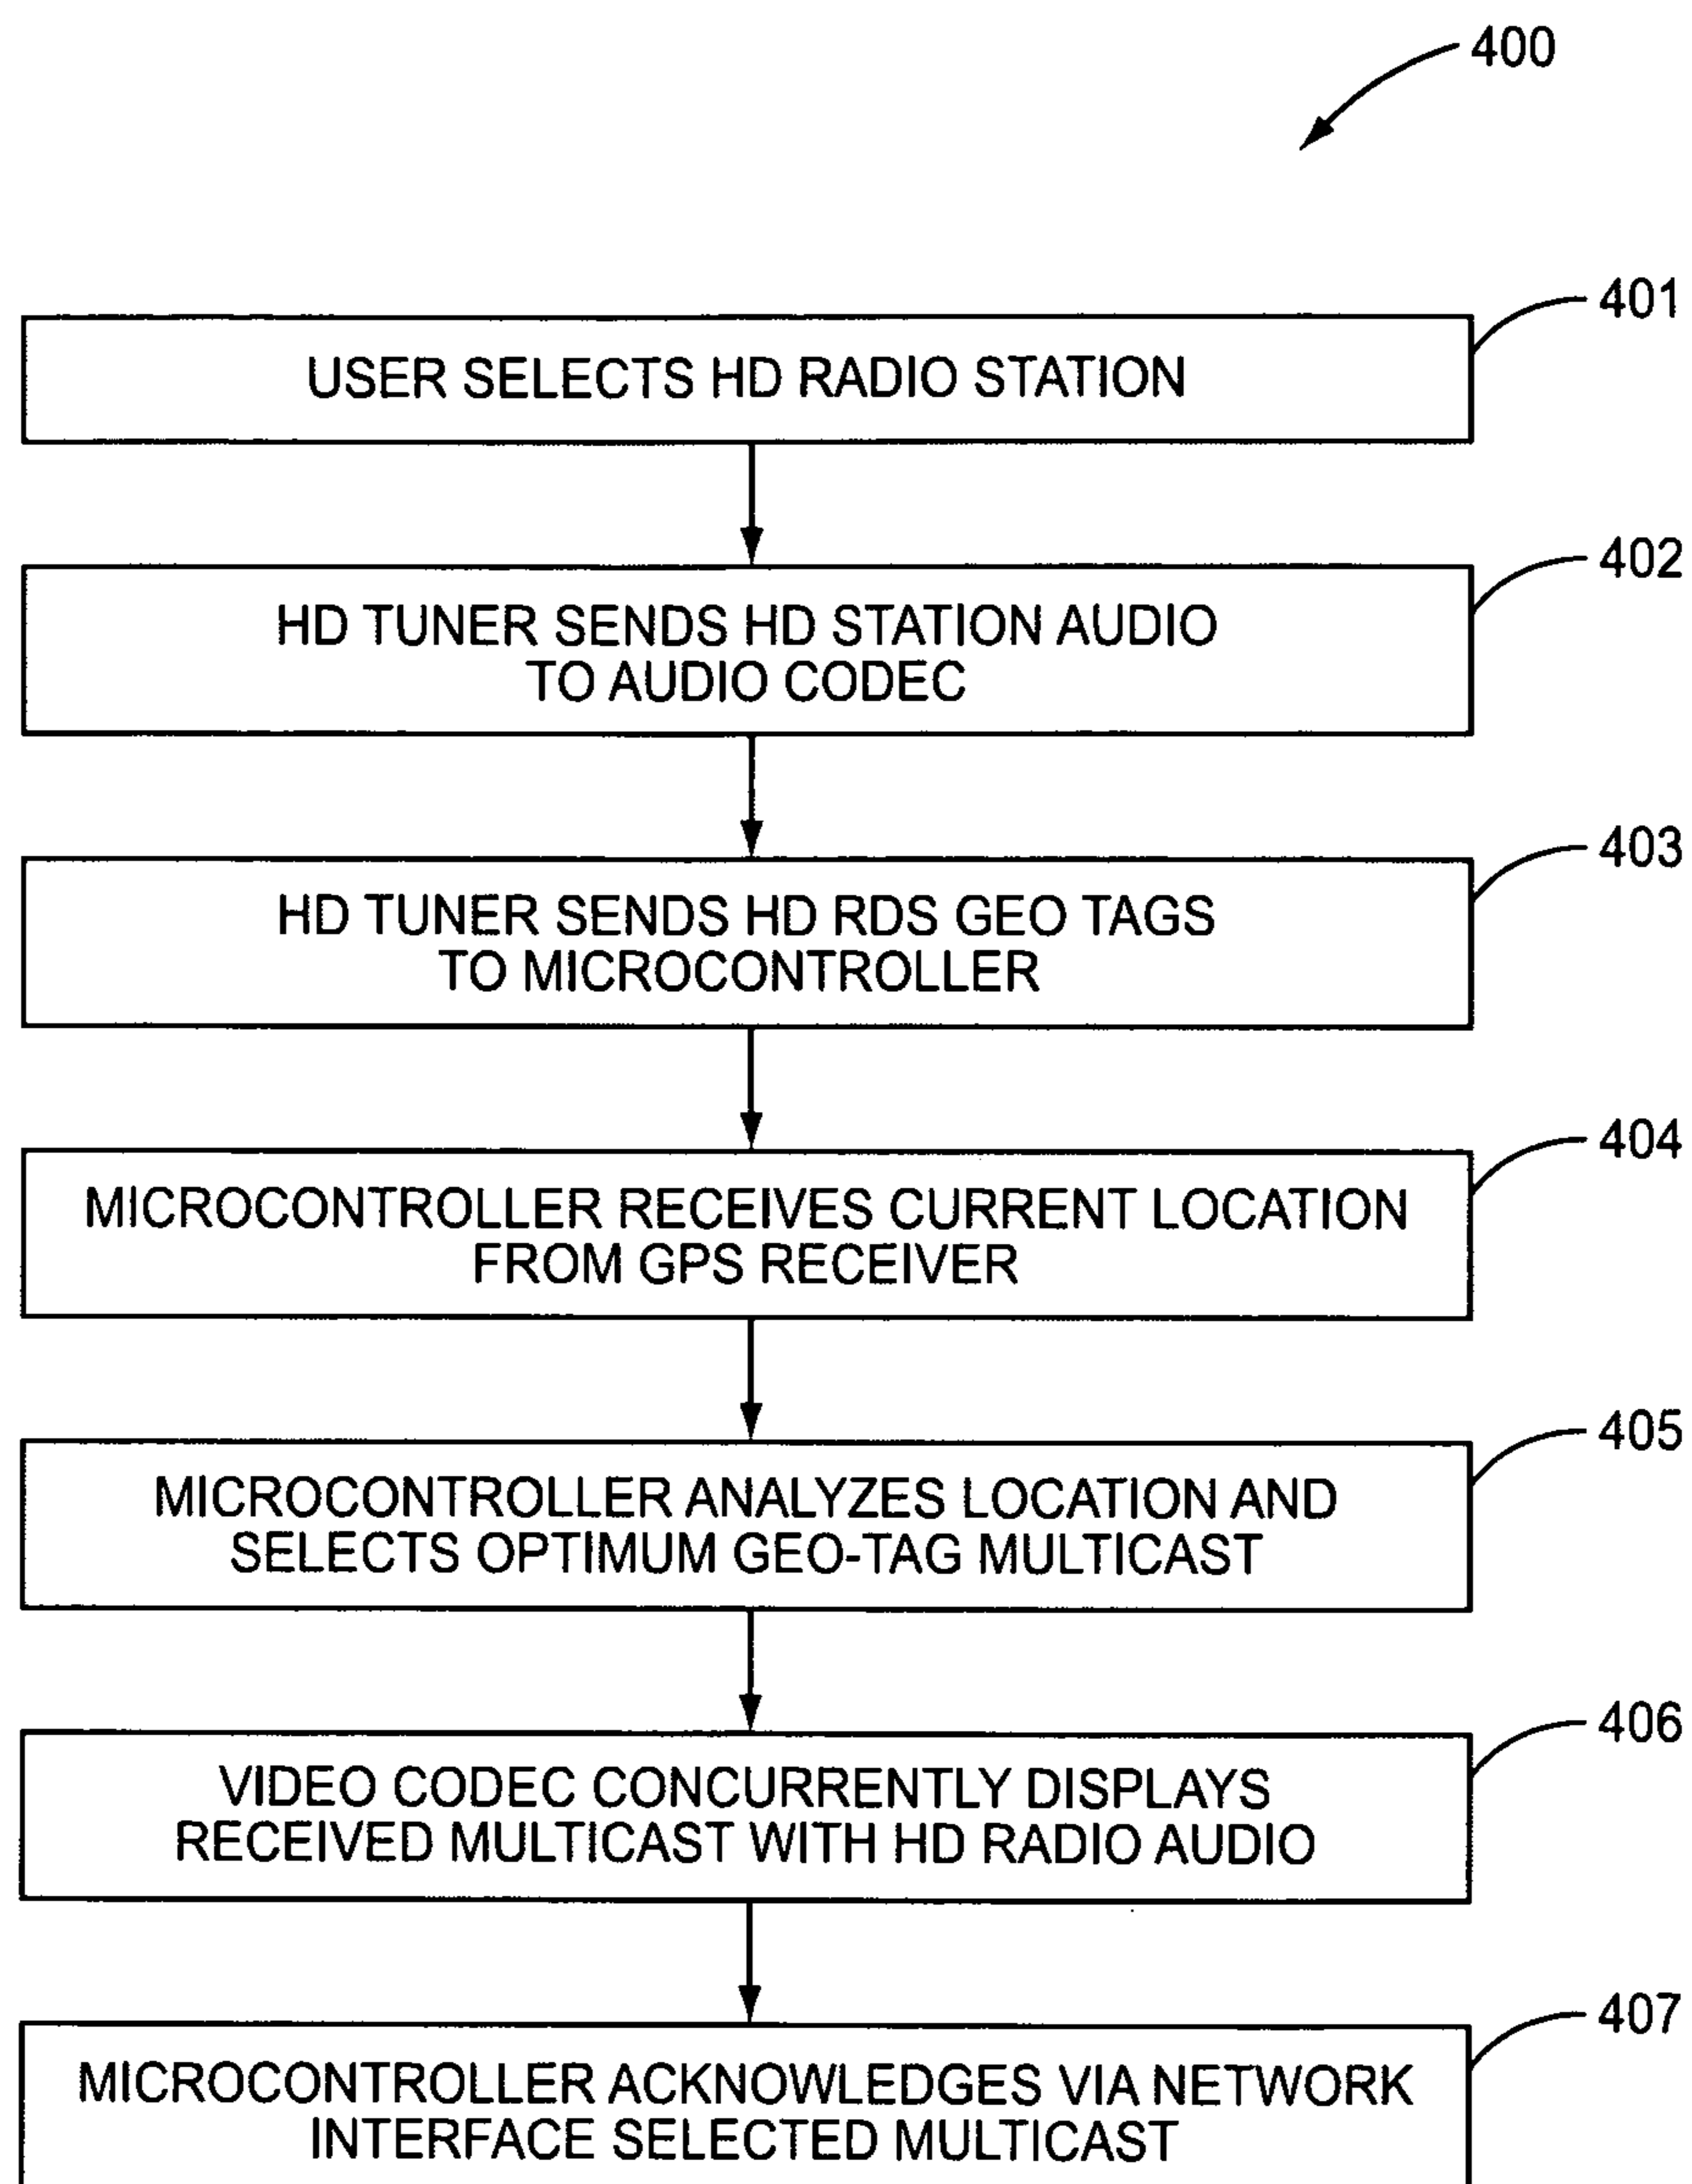 400
401
USER SELECTS HD RADIO STATION
402
HD TUNER SENDS HD STATION AUDIO
TO AUDIO CODEC
403
HD TUNER SENDS HD RDS GEO TAGS
TO MICROCONTROLLER
404
MICROCONTROLLER RECEIVES CURRENT LOCATION
FROM GPS RECEIVER
405
MICROCONTROLLER ANALYZES LOCATION AND
SELECTS OPTIMUM GEO-TAG MULTICAST
406
VIDEO CODEC CONCURRENTLY DISPLAYS
RECEIVED MULTICAST WITH HD RADIO AUDIO
407
MICROCONTROLLER ACKNOWLEDGES VIA NETWORK
INTERFACE SELECTED MULTICAST